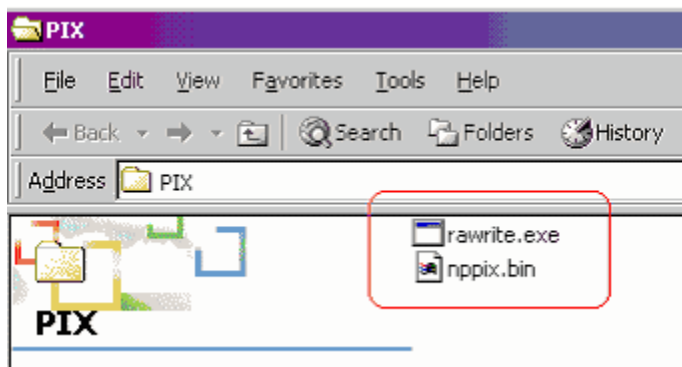 PIX
File Edit View Favorites Tools Help
Back Search Folders History
Address PIX
rawrite.exe
nppix.bin
PIX